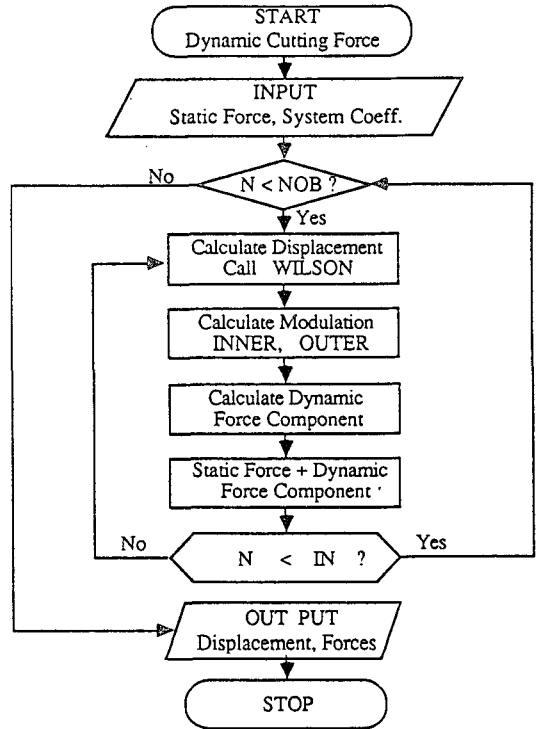 START
Dynamic Cutting Force
INPUT
Static Force, System Coeff.
No
N < NOB ?
Yes
Calculate Displacement
Call WILSON
Calculate Modulation
INNER, OUTER
Calculate Dynamic
Force Component
Static Force + Dynamic
Force Component
No
N < IN ?
Yes
OUT PUT
Displacement, Forces
STOP